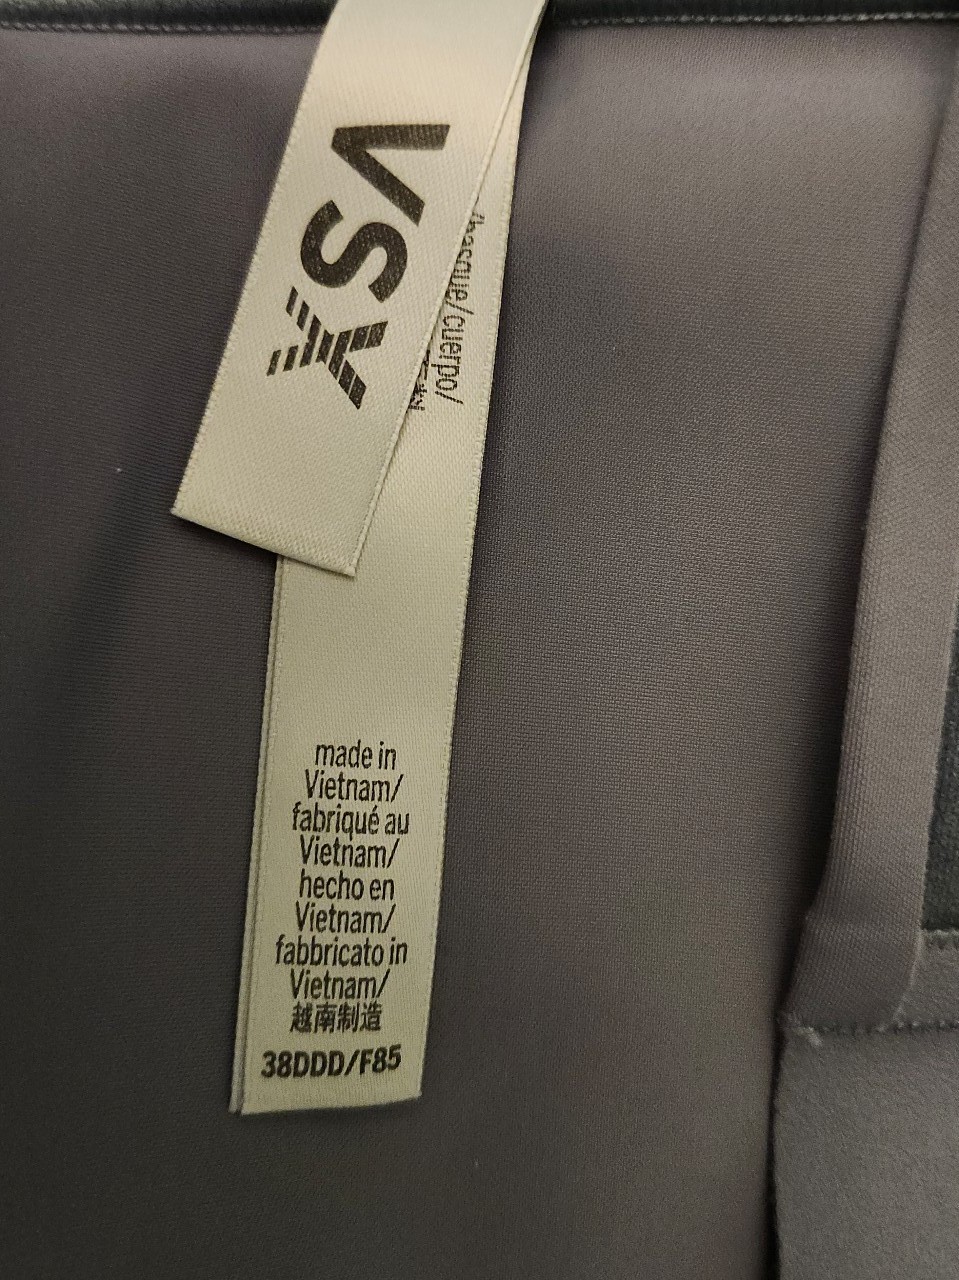 VSX
/basque/
cuerpo/
made in
Vietnam/
fabriqué au
Vietnam/
hecho en
Vietnam/
fabbricato in
Vietnam/
越南制造
38DDD/F85